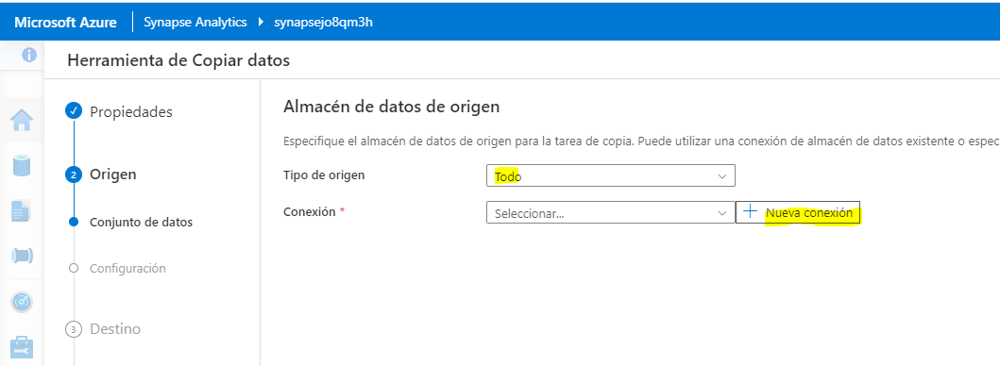 Microsoft Azure Synapse Analytics synapsejo8qm3h
Herramienta de Copiar datos
Propiedades
2 Origen
Conjunto de datos
Configuración
3 Destino
Almacén de datos de origen
Especifique el almacén de datos de origen para la tarea de copia. Puede utilizar una conexión de almacén de datos existente o espec
Tipo de origen Todo
Conexión * Seleccionar... Nueva conexión